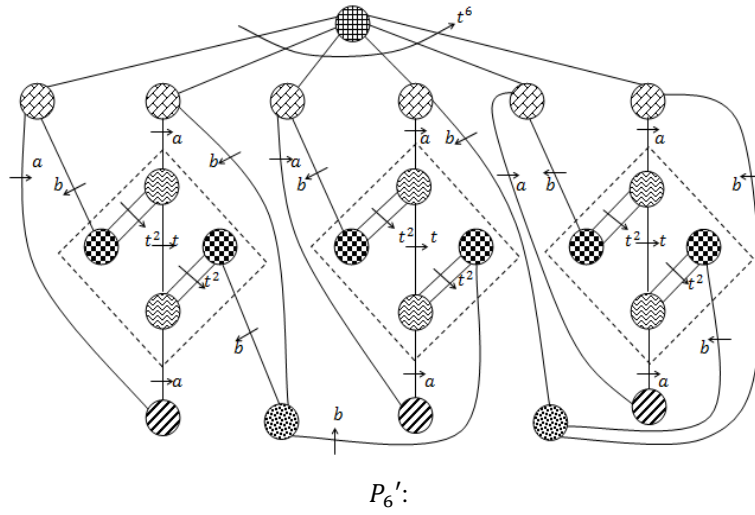 t⁶
a a a
a b a b b a b b
b b b
t² t t² t t² t
t² t² t²
b b
a a a
b
P₆′: